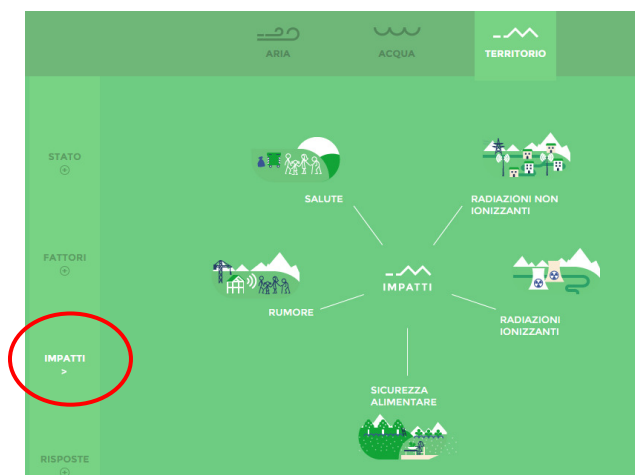 ARIA
ACQUA
TERRITORIO
STATO
FATTORI
IMPATTI
>
RISPOSTE
SALUTE
RADIAZIONI NON
IONIZZANTI
IMPATTI
RUMORE
RADIAZIONI
IONIZZANTI
SICUREZZA
ALIMENTARE